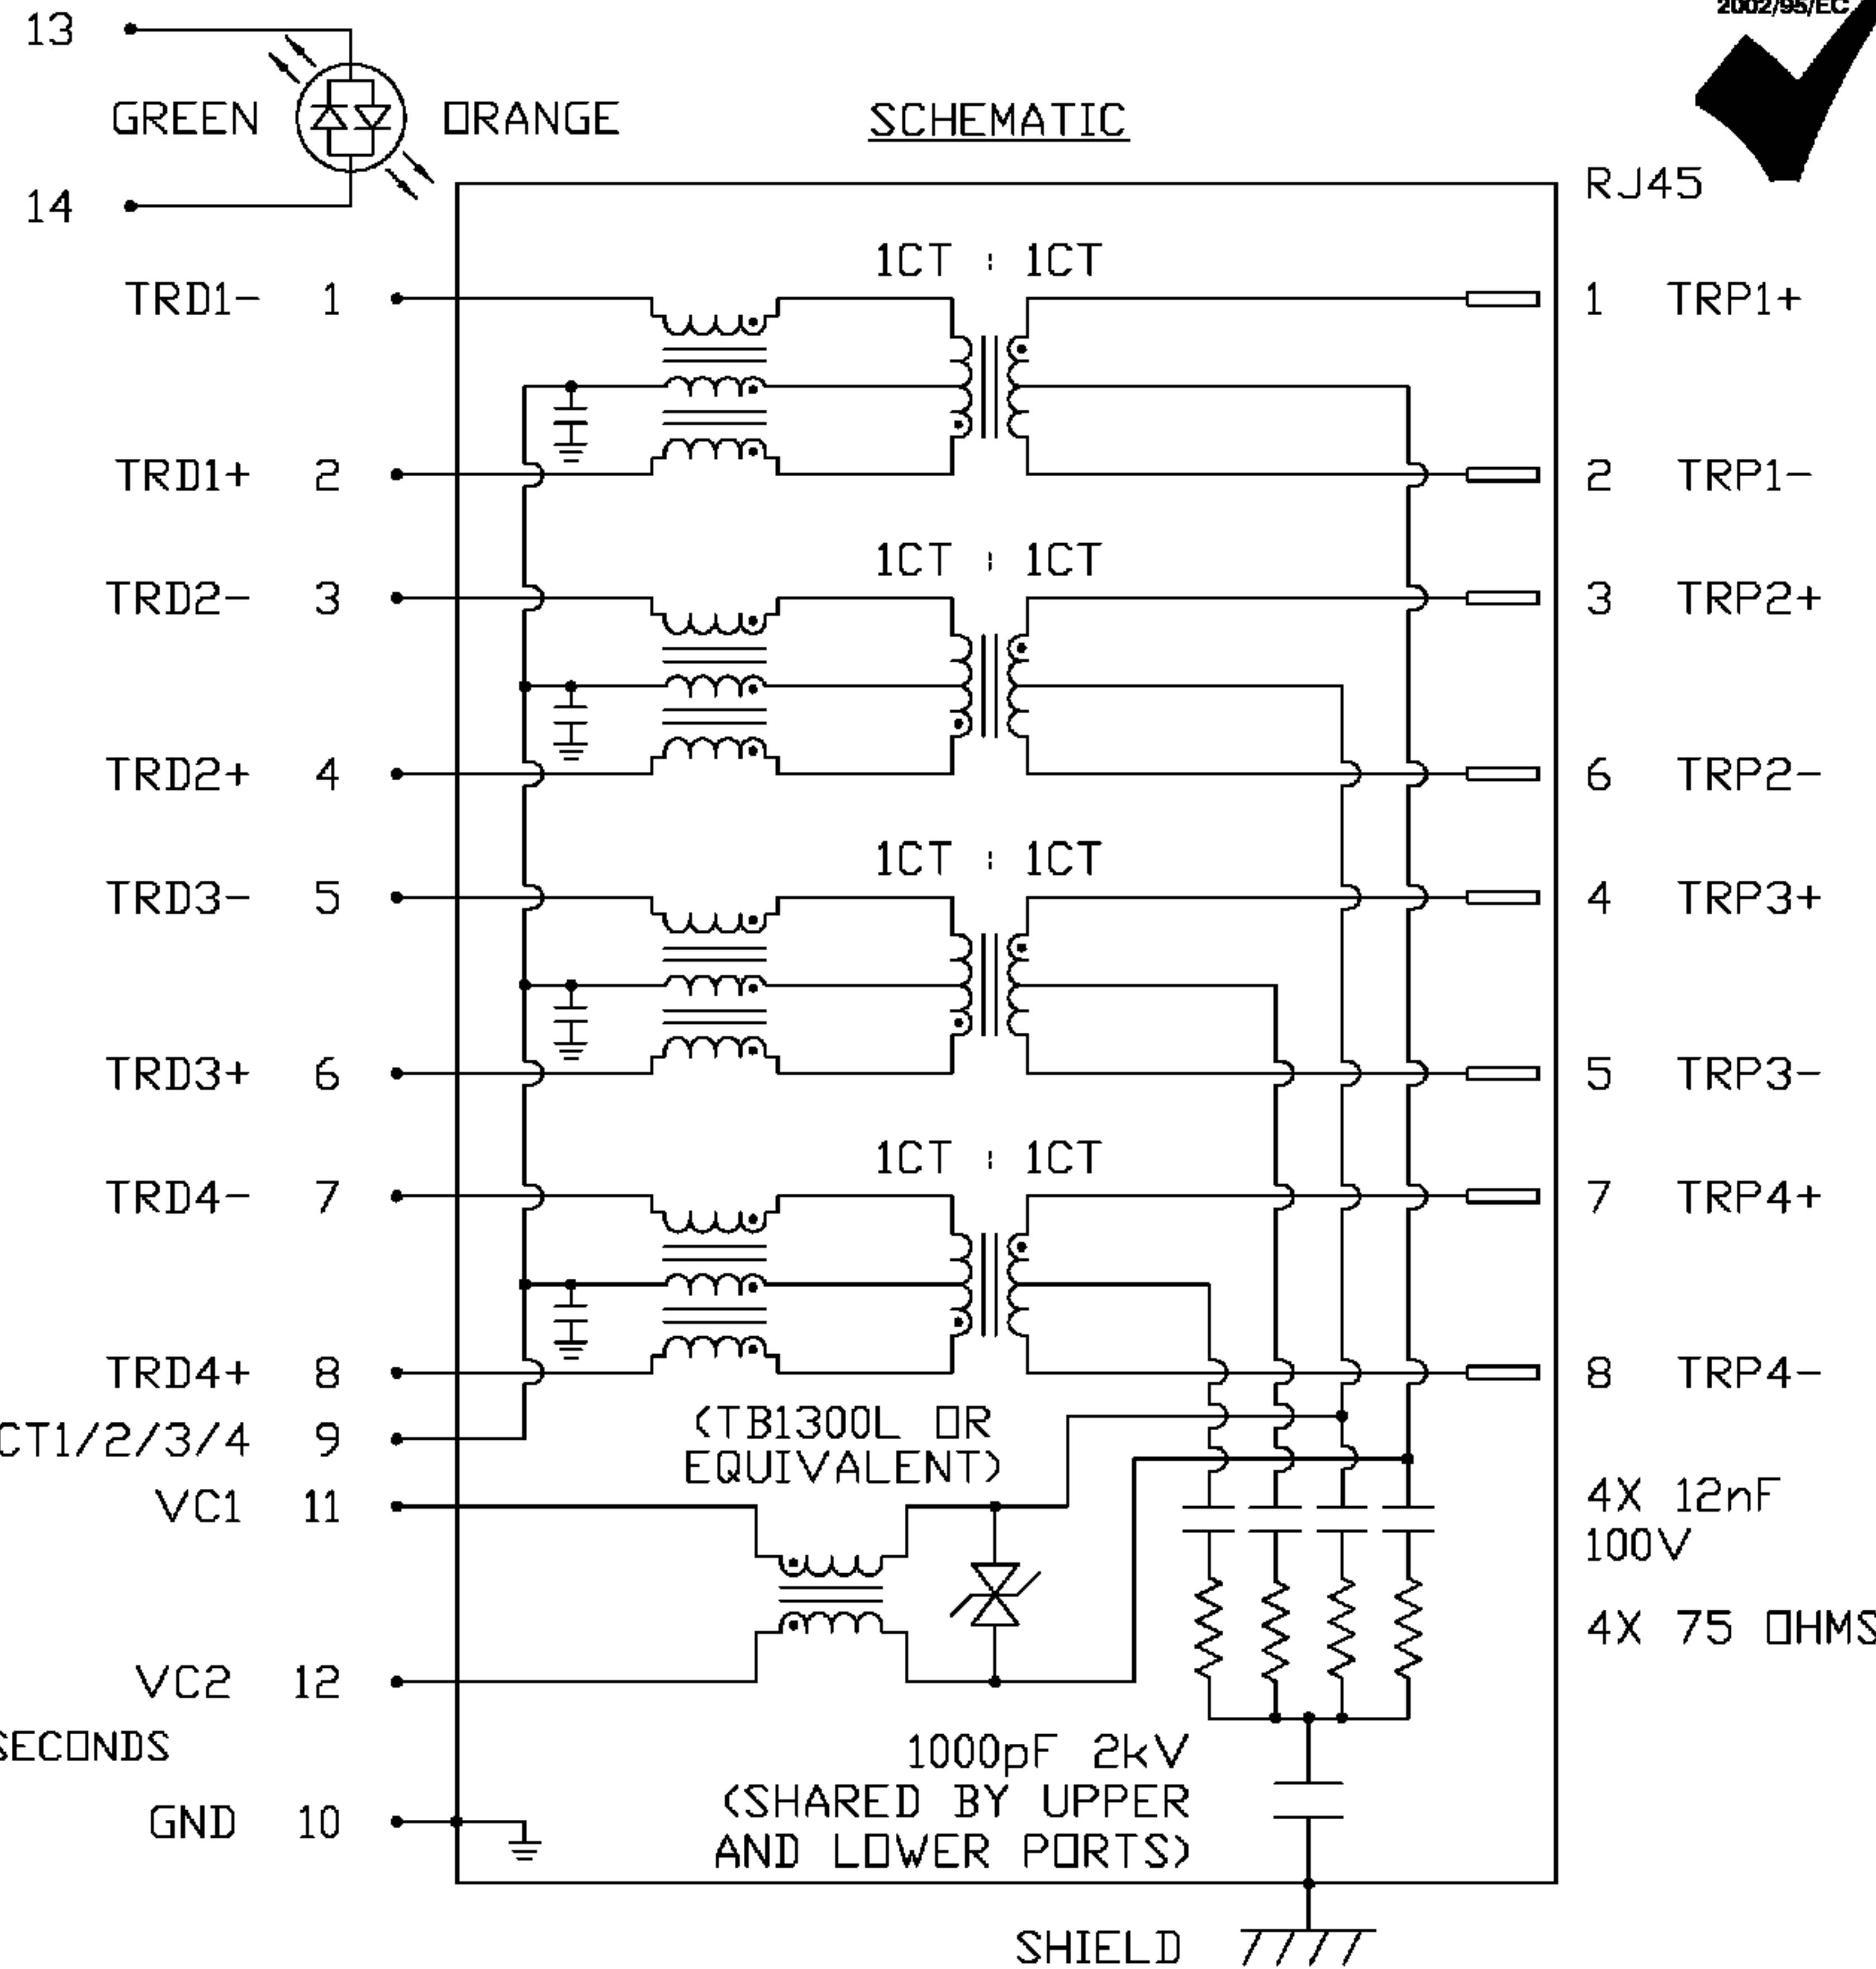 2002/95/EC
13
GREEN ORANGE
SCHEMATIC
14
RJ45
1CT : 1CT
TRD1- 1
1 TRP1+
TRD1+ 2
2 TRP1-
1CT : 1CT
TRD2- 3
3 TRP2+
TRD2+ 4
6 TRP2-
1CT : 1CT
TRD3- 5
4 TRP3+
TRD3+ 6
5 TRP3-
1CT : 1CT
TRD4- 7
7 TRP4+
TRD4+ 8
8 TRP4-
CT1/2/3/4 9
(TB1300L OR
EQUIVALENT)
VC1 11
4X 12nF
100V
4X 75 OHMS
VC2 12
SECONDS
1000pF 2kV
(SHARED BY UPPER
AND LOWER PORTS)
GND 10
SHIELD